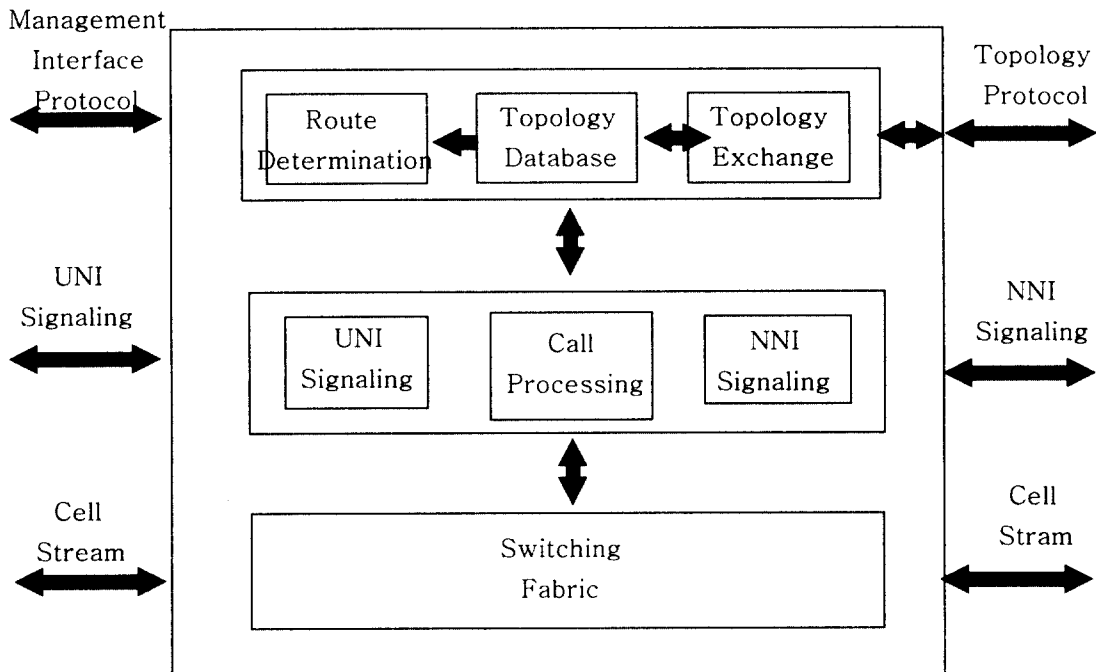 Management
Interface
Protocol
Route
Determination
Topology
Database
Topology
Exchange
Topology
Protocol
UNI
Signaling
UNI
Signaling
Call
Processing
NNI
Signaling
NNI
Signaling
Cell
Stream
Switching
Fabric
Cell
Stram